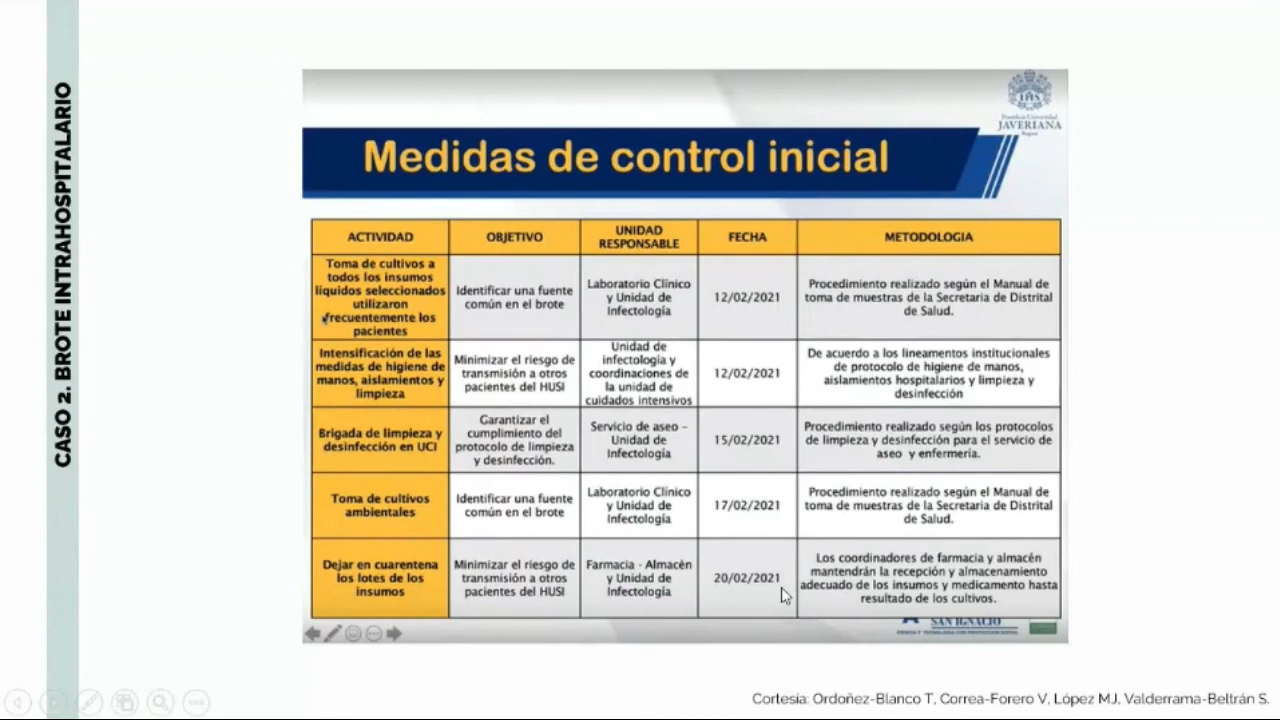 CASO 2. BROTE INTRAHOSPITALARIO
Pontificia Universidad
JAVERIANA
Bogotá
Medidas de control inicial
ACTIVIDAD
OBJETIVO
UNIDAD
RESPONSABLE
FECHA
METODOLOGIA
Toma de cultivos a
todos los insumos
liquidos seleccionados
utilizaron
frecuentemente los
pacientes
Identificar una fuente
común en el brote
Laboratorio Clínico
y Unidad de
Infectología
12/02/2021
Procedimiento realizado según el Manual de
toma de muestras de la Secretaria de Distrital
de Salud.
Intensificación de las
medidas de higiene de
manos, aislamientos y
limpieza
Minimizar el riesgo de
transmisión a otros
pacientes del HUSI
Unidad de
infectología y
coordinaciones de
la unidad de
cuidados intensivos
12/02/2021
De acuerdo a los lineamentos institucionales
de protocolo de higiene de manos,
aislamientos hospitalarios y limpieza y
desinfección
Brigada de limpieza y
desinfección en UCI
Garantizar el
cumplimiento del
protocolo de limpieza
y desinfección.
Servicio de aseo –
Unidad de
Infectología
15/02/2021
Procedimiento realizado según los protocolos
de limpieza y desinfección para el servicio de
aseo y enfermería.
Toma de cultivos
ambientales
Identificar una fuente
común en el brote
Laboratorio Clínico
y Unidad de
Infectología
17/02/2021
Procedimiento realizado según el Manual de
toma de muestras de la Secretaria de Distrital
de Salud.
Dejar en cuarentena
los lotes de los
insumos
Minimizar el riesgo de
transmisión a otros
pacientes del HUSI
Farmacia - Almacén
y Unidad de
Infectología
20/02/2021
Los coordinadores de farmacia y almacén
mantendrán la recepción y almacenamiento
adecuado de los insumos y medicamento hasta
resultado de los cultivos.
SAN IGNACIO
CIENCIA Y TECNOLOGIA CON PROYECCION SOCIAL
Cortesía: Ordoñez-Blanco T, Correa-Forero V, López MJ, Valderrama-Beltrán S.